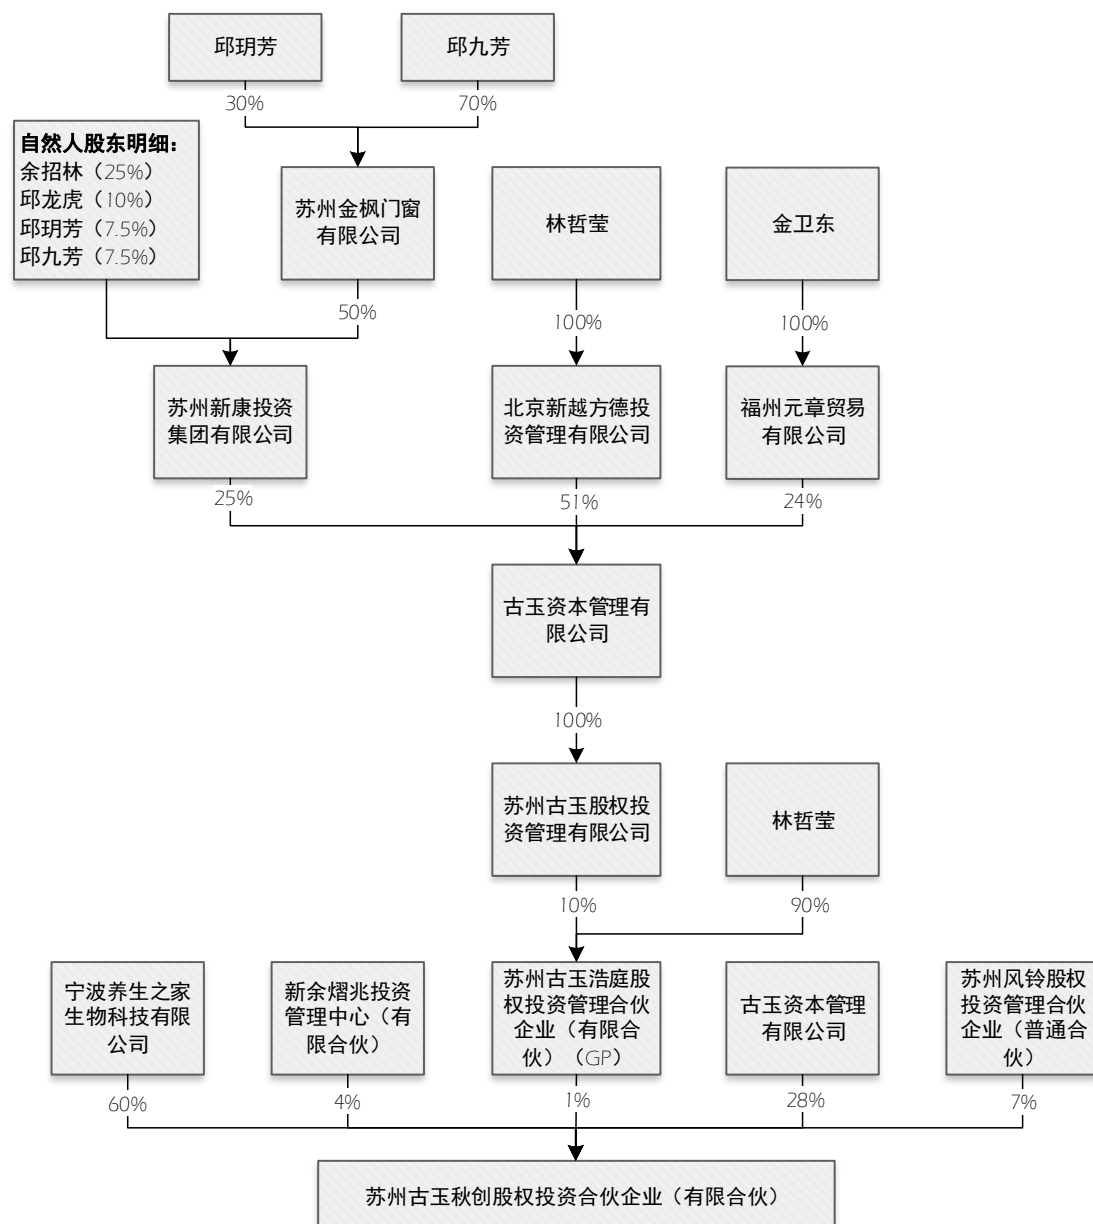 邱玥芳
邱九芳
30%
70%
自然人股东明细：
余招林（25%）
邱龙虎（10%）
邱玥芳（7.5%）
邱九芳（7.5%）
苏州金枫门窗
有限公司
林哲莹
金卫东
50%
100%
100%
苏州新康投资
集团有限公司
北京新越方德投
资管理有限公司
福州元章贸易
有限公司
25%
51%
24%
古玉资本管理有
限公司
100%
苏州古玉股权投
资管理有限公司
林哲莹
10%
90%
宁波养生之家
生物科技有限
公司
新余熠兆投资
管理中心（有
限合伙）
苏州古玉浩庭股
权投资管理合伙
企业（有限合
伙）（GP）
古玉资本管理
有限公司
苏州风铃股权
投资管理合伙
企业（普通合
伙）
60%
4%
1%
28%
7%
苏州古玉秋创股权投资合伙企业（有限合伙）